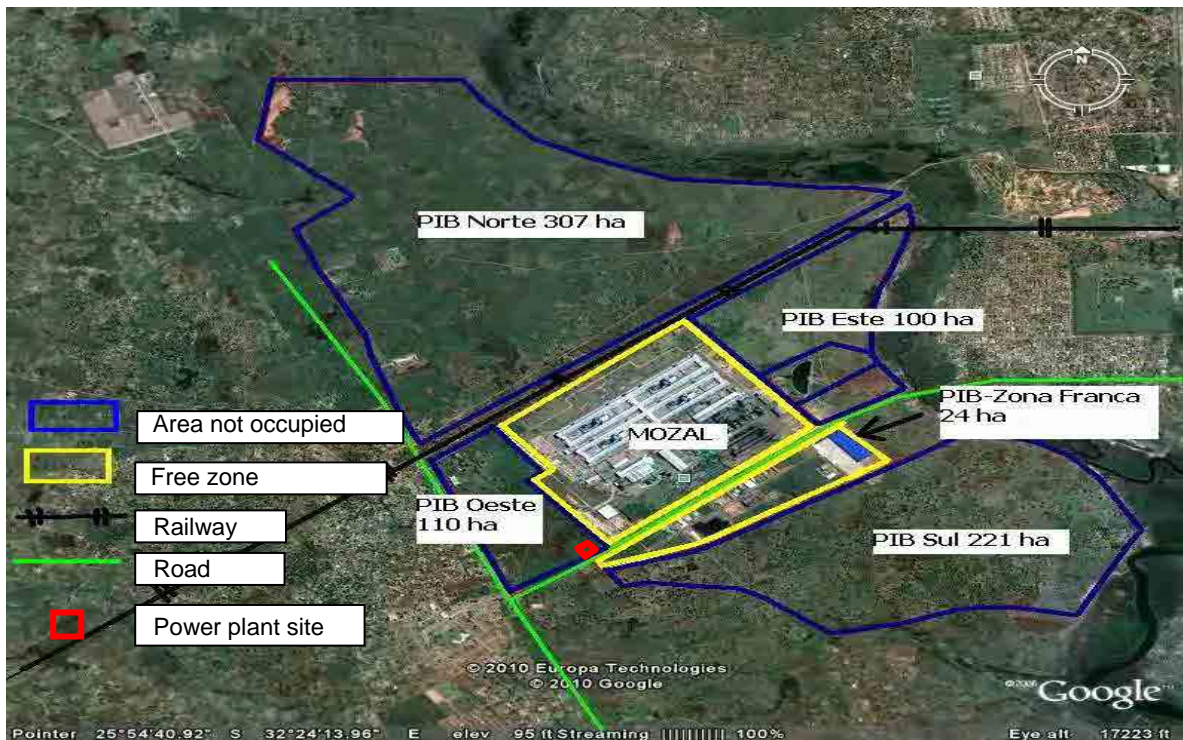 N
PIB Norte 307 ha
PIB Este 100 ha
PIB-Zona Franca
24 ha
MOZAL
PIB Oeste
110 ha
PIB Sul 221 ha
Area not occupied
Free zone
Railway
Road
Power plant site
© 2010 Europa Technologies
© 2010 Google
©2006 Google™
Pointer 25°54'40.92" S 32°24'13.96" E elev 95 ft Streaming ||||||||| 100% Eye alt 17223 ft